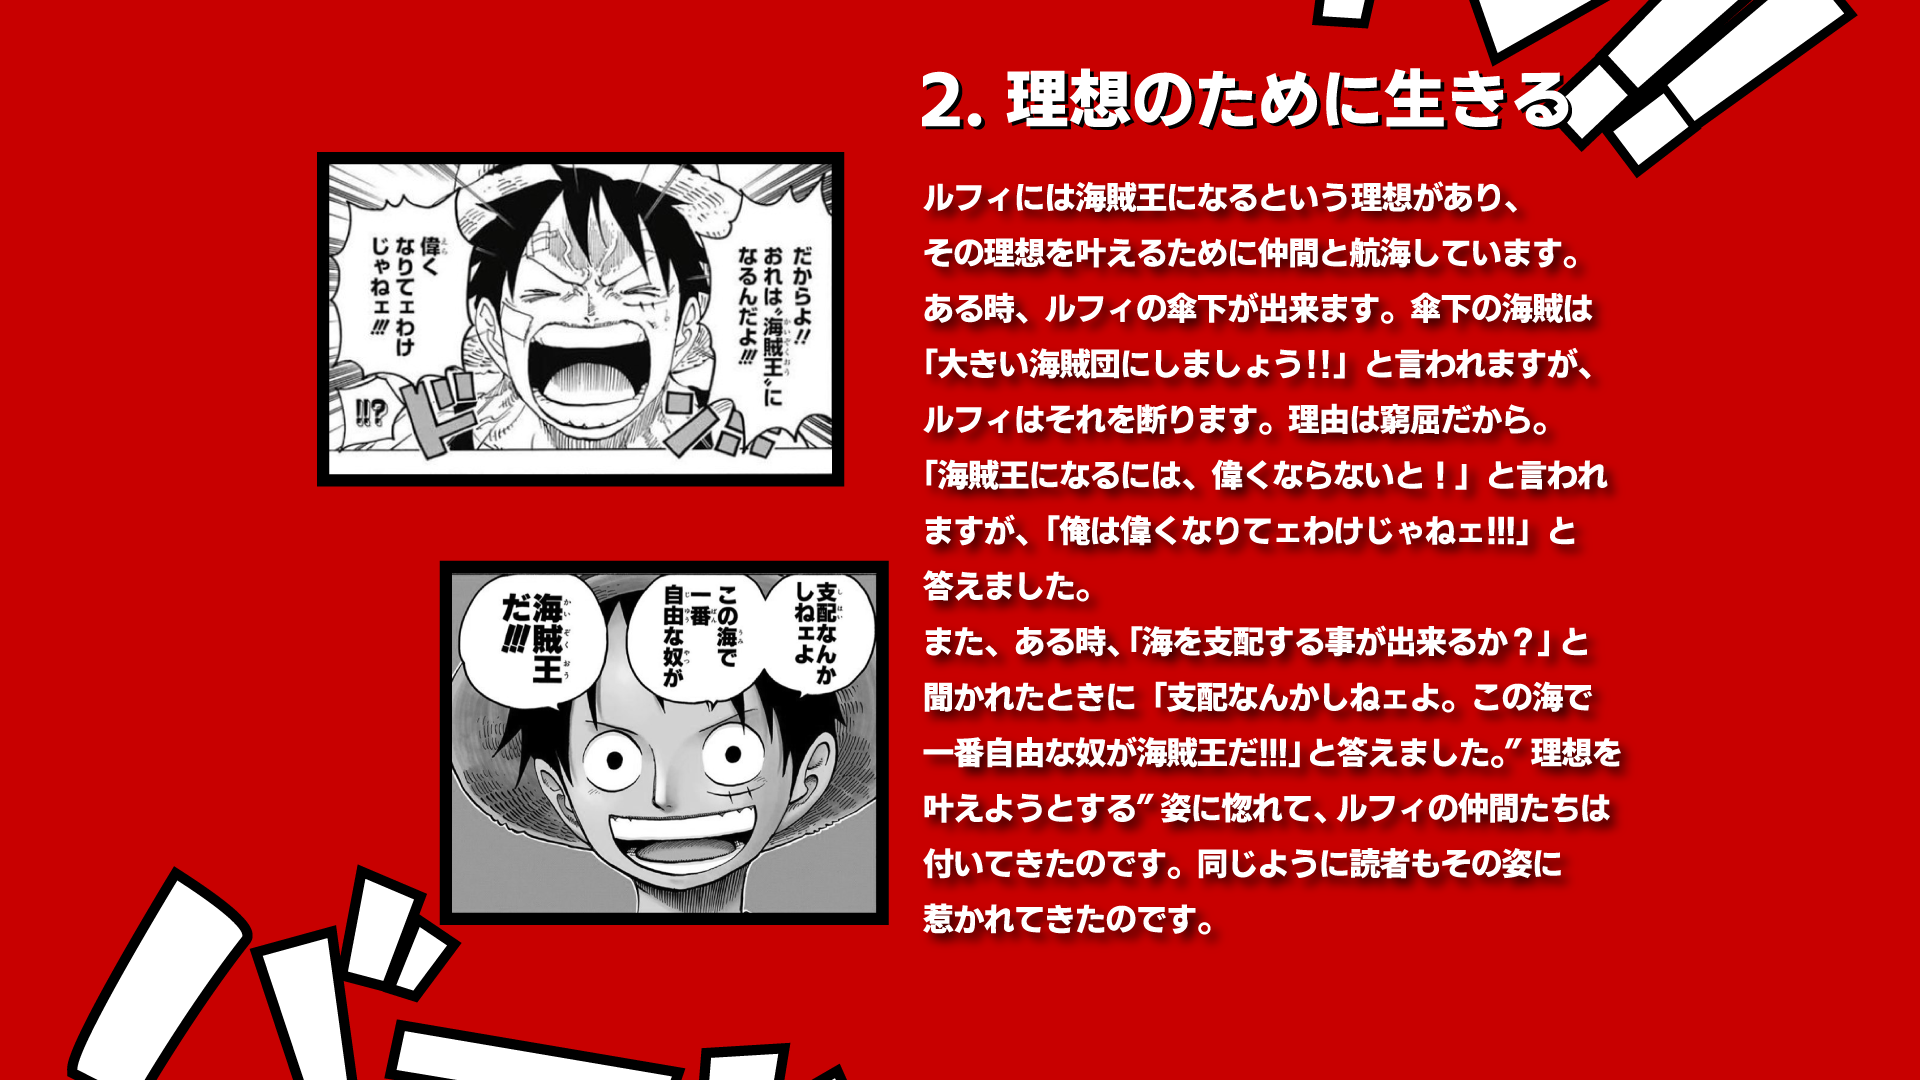 2. 理想のために生きる
ルフィには海賊王になるという理想があり、
その理想を叶えるために仲間と航海しています。
ある時、ルフィの傘下が出来ます。傘下の海賊は
「大きい海賊団にしましょう!!」と言われますが、
ルフィはそれを断ります。理由は窮屈だから。
「海賊王になるには、偉くならないと！」と言われ
ますが、「俺は偉くなりてェわけじゃねェ!!!」と
答えました。
また、ある時、「海を支配する事が出来るか？」と
聞かれたときに「支配なんかしねェよ。この海で
一番自由な奴が海賊王だ!!!」と答えました。”理想を
叶えようとする”姿に惚れて、ルフィの仲間たちは
付いてきたのです。同じように読者もその姿に
惹かれてきたのです。
だからよ!!
おれは〝海賊王〟に
なるんだよ!!!
偉く
なりてェわけ
じゃねェ!!!
!!?
ドン
支配なんか
しねェよ
この海で
一番
自由な奴が
海賊王
だ!!!